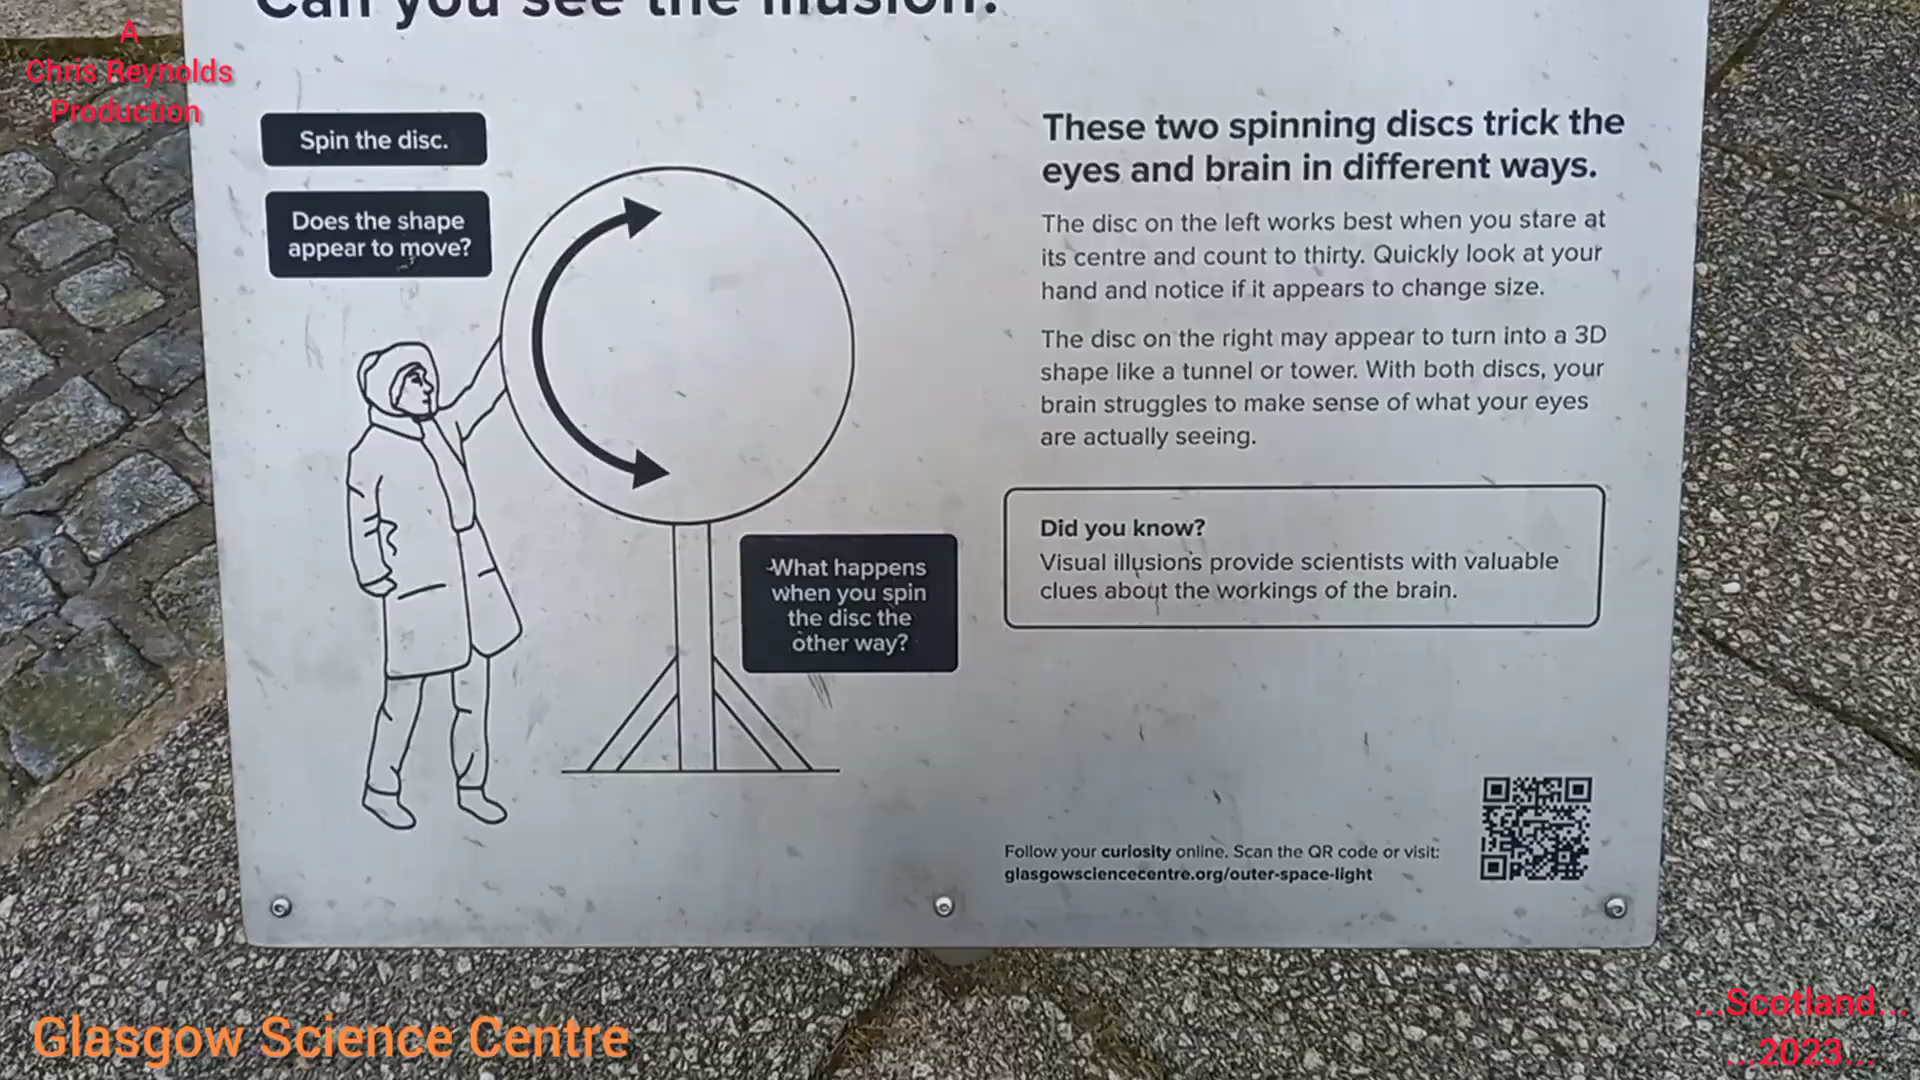 Can you see the illusion?
A
Chris Reynolds
Production
Spin the disc.
Does the shape
appear to move?
What happens
when you spin
the disc the
other way?
These two spinning discs trick the
eyes and brain in different ways.
The disc on the left works best when you stare at
its centre and count to thirty. Quickly look at your
hand and notice if it appears to change size.
The disc on the right may appear to turn into a 3D
shape like a tunnel or tower. With both discs, your
brain struggles to make sense of what your eyes
are actually seeing.
Did you know?
Visual illusions provide scientists with valuable
clues about the workings of the brain.
Follow your curiosity online. Scan the QR code or visit:
glasgowsciencecentre.org/outer-space-light
Glasgow Science Centre
...Scotland...
...2023...